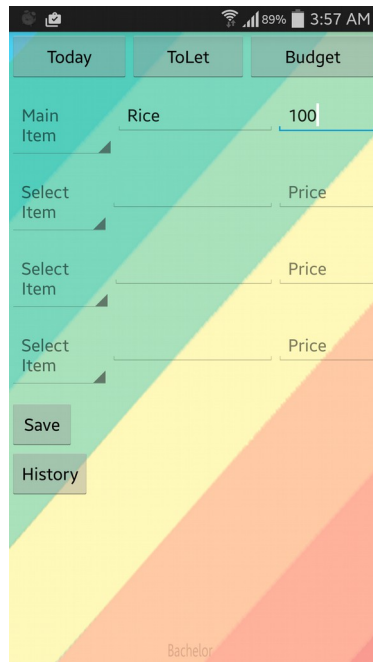 89% 3:57 AM
Today ToLet Budget
Main
Item
Rice 100
Select
Item
Price
Select
Item
Price
Select
Item
Price
Save
History
Bachelor